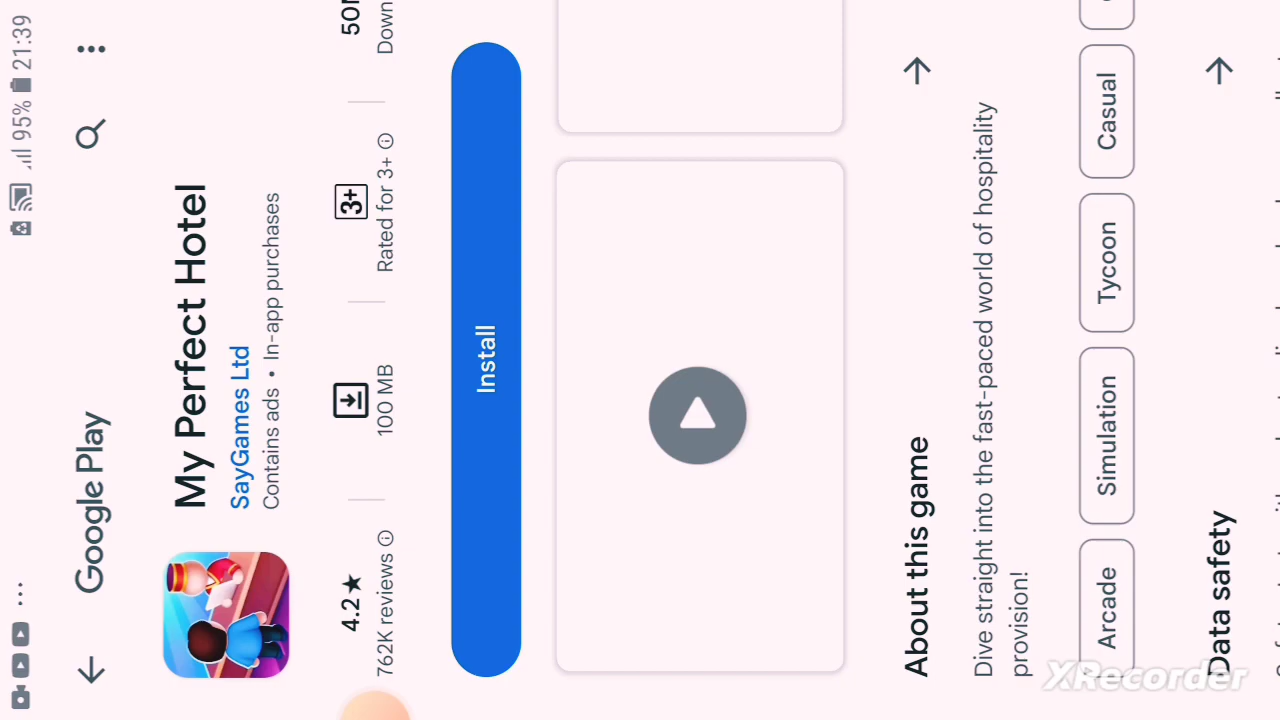 21:39
95%
Google Play
My Perfect Hotel
SayGames Ltd
Contains ads • In-app purchases
4.2★
762K reviews
100 MB
3+
Rated for 3+
Install
About this game
Dive straight into the fast-paced world of hospitality
provision!
Arcade
Simulation
Tycoon
Casual
Data safety
XRecorder